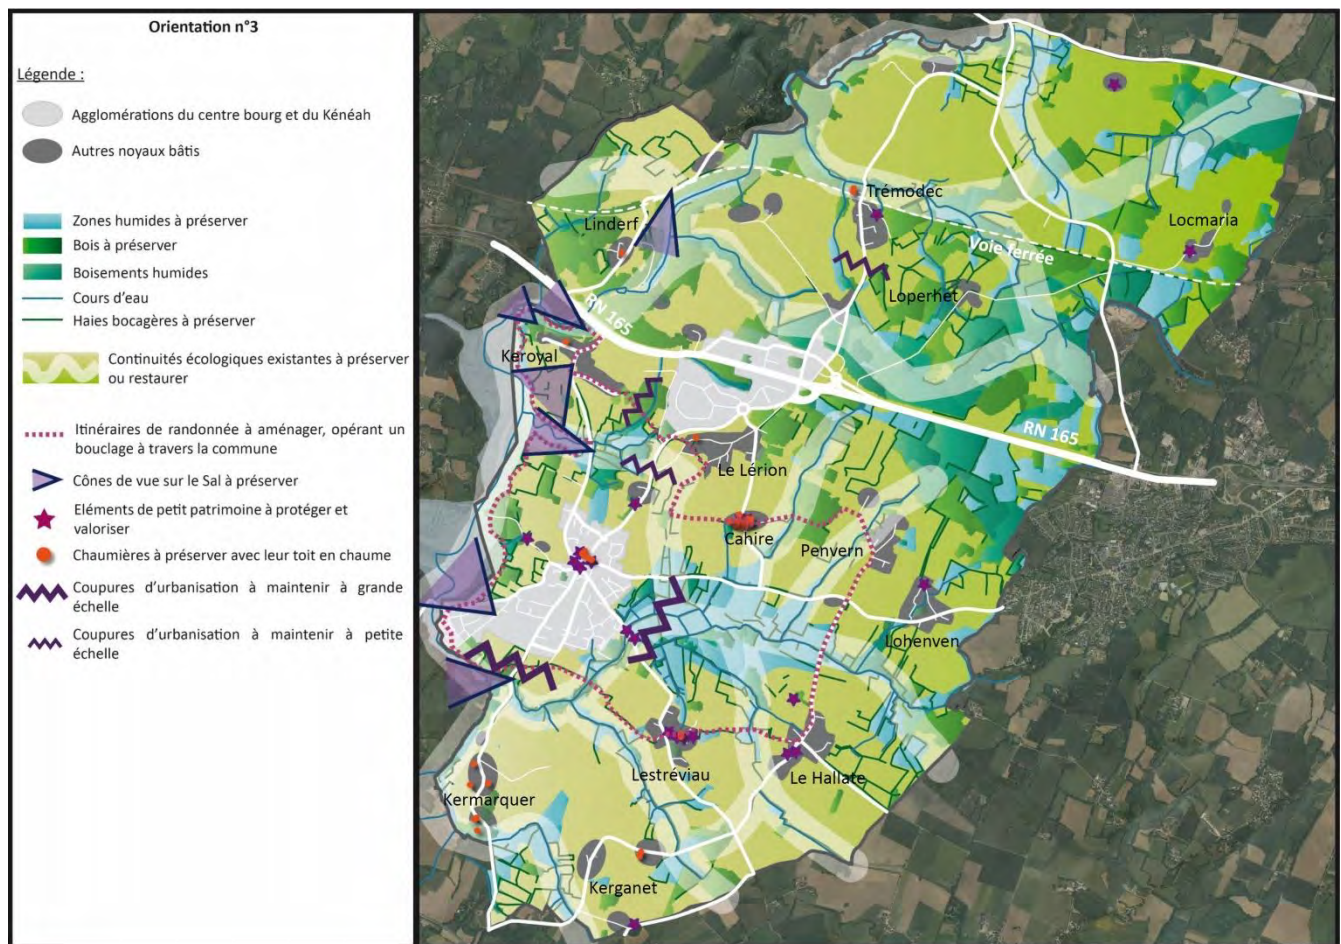 Orientation n°3
Légende :
Agglomérations du centre bourg et du Kénéah
Autres noyaux bâtis
Zones humides à préserver
Bois à préserver
Boisements humides
Cours d'eau
Haies bocagères à préserver
Continuités écologiques existantes à préserver
ou restaurer
Itinéraires de randonnée à aménager, opérant un
bouclage à travers la commune
Cônes de vue sur le Sal à préserver
Eléments de petit patrimoine à protéger et
valoriser
Chaumières à préserver avec leur toit en chaume
Coupures d'urbanisation à maintenir à grande
échelle
Coupures d'urbanisation à maintenir à petite
échelle
Trémodec
Linderf
Locmaria
Voie ferrée
Loperhet
RN 165
Keroyal
RN 165
Le Lérion
Cahire
Penvern
Lohenven
Lestréviau
Le Hallate
Kermarquer
Kerganet